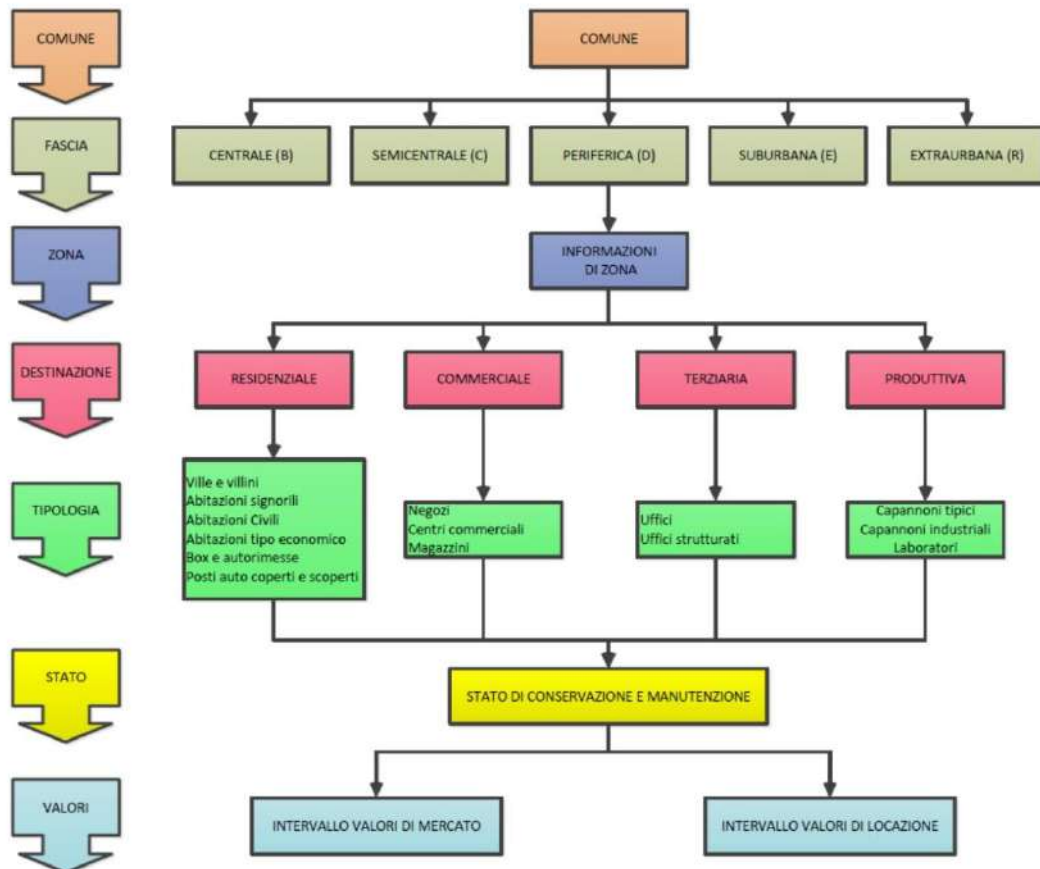 COMUNE
COMUNE
FASCIA
CENTRALE (B)
SEMICENTRALE (C)
PERIFERICA (D)
SUBURBANA (E)
EXTRAURBANA (R)
ZONA
INFORMAZIONI
DI ZONA
DESTINAZIONE
RESIDENZIALE
COMMERCIALE
TERZIARIA
PRODUTTIVA
TIPOLOGIA
Ville e villini
Abitazioni signorili
Abitazioni Civili
Abitazioni tipo economico
Box e autorimesse
Posti auto coperti e scoperti
Negozi
Centri commerciali
Magazzini
Uffici
Uffici strutturati
Capannoni tipici
Capannoni industriali
Laboratori
STATO
STATO DI CONSERVAZIONE E MANUTENZIONE
VALORI
INTERVALLO VALORI DI MERCATO
INTERVALLO VALORI DI LOCAZIONE